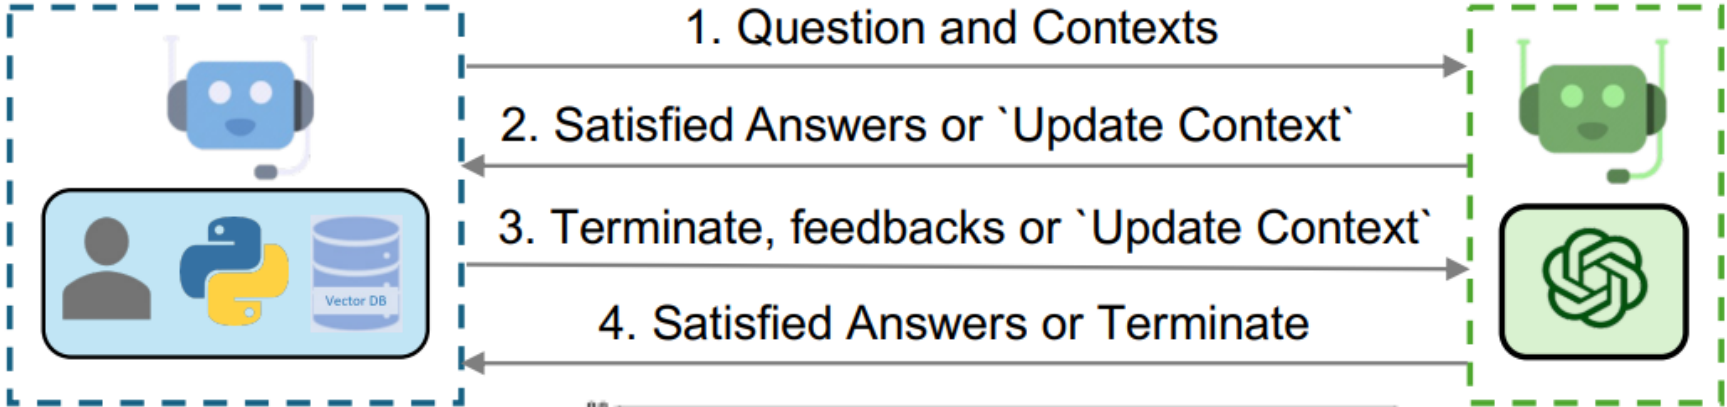 1. Question and Contexts
2. Satisfied Answers or `Update Context`
3. Terminate, feedbacks or `Update Context`
Vector DB
4. Satisfied Answers or Terminate